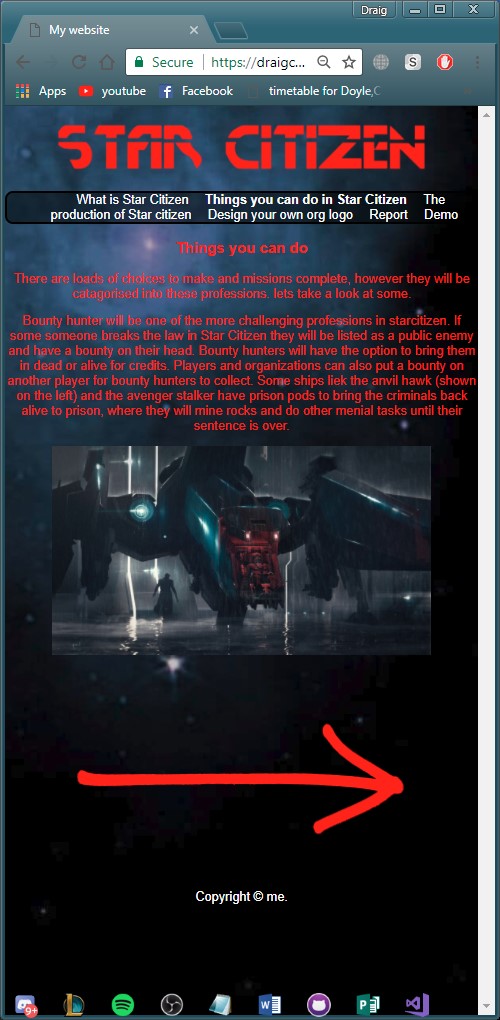 Draig
My website
Secure https://draigc...
S
Apps youtube Facebook timetable for Doyle,C
STAR CITIZEN
What is Star Citizen Things you can do in Star Citizen The
production of Star citizen Design your own org logo Report Demo
Things you can do
There are loads of choices to make and missions complete, however they will be
catagorised into these professions. lets take a look at some.
Bounty hunter will be one of the more challenging professions in starcitizen. If
some someone breaks the law in Star Citizen they will be listed as a public enemy
and have a bounty on their head. Bounty hunters will have the option to bring them
in dead or alive for credits. Players and organizations can also put a bounty on
another player for bounty hunters to collect. Some ships liek the anvil hawk (shown
on the left) and the avenger stalker have prison pods to bring the criminals back
alive to prison, where they will mine rocks and do other menial tasks until their
sentence is over.
Copyright © me.
9+